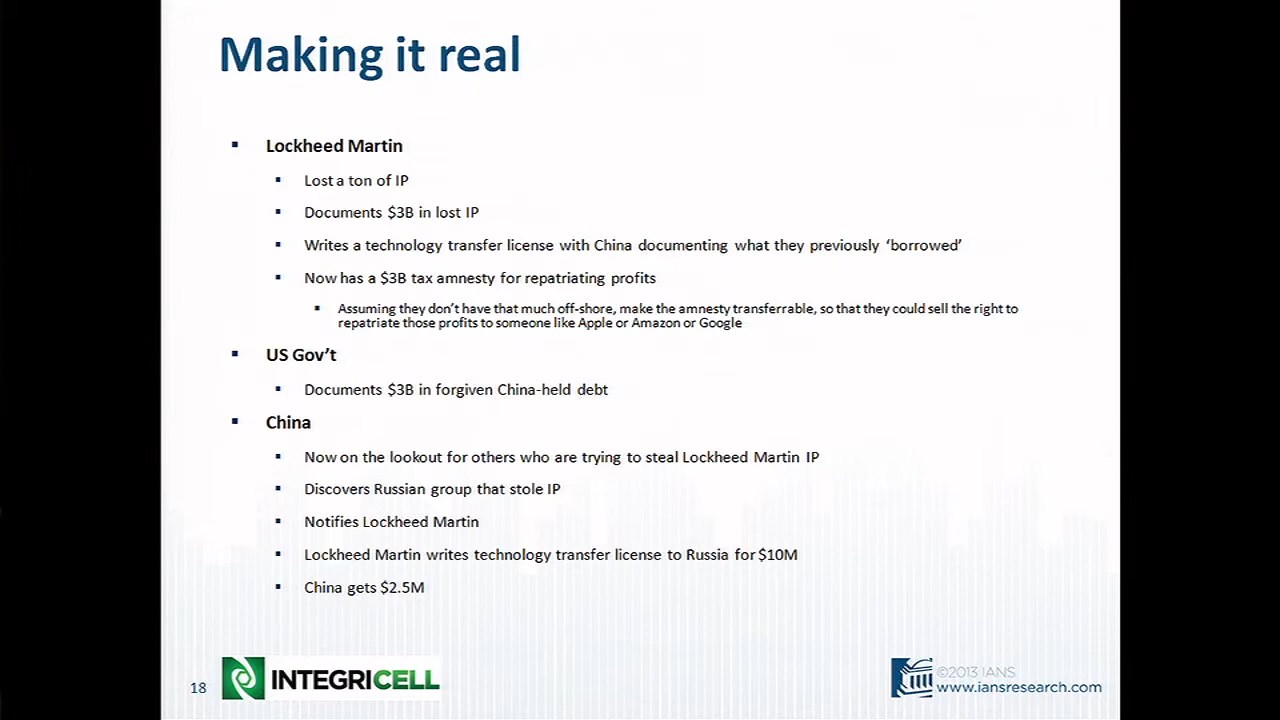 Making it real
Lockheed Martin
Lost a ton of IP
Documents $3B in lost IP
Writes a technology transfer license with China documenting what they previously ‘borrowed’
Now has a $3B tax amnesty for repatriating profits
Assuming they don’t have that much off-shore, make the amnesty transferrable, so that they could sell the right to
repatriate those profits to someone like Apple or Amazon or Google
US Gov’t
Documents $3B in forgiven China-held debt
China
Now on the lookout for others who are trying to steal Lockheed Martin IP
Discovers Russian group that stole IP
Notifies Lockheed Martin
Lockheed Martin writes technology transfer license to Russia for $10M
China gets $2.5M
18
INTEGRICELL
©2013 IANS
www.iansresearch.com